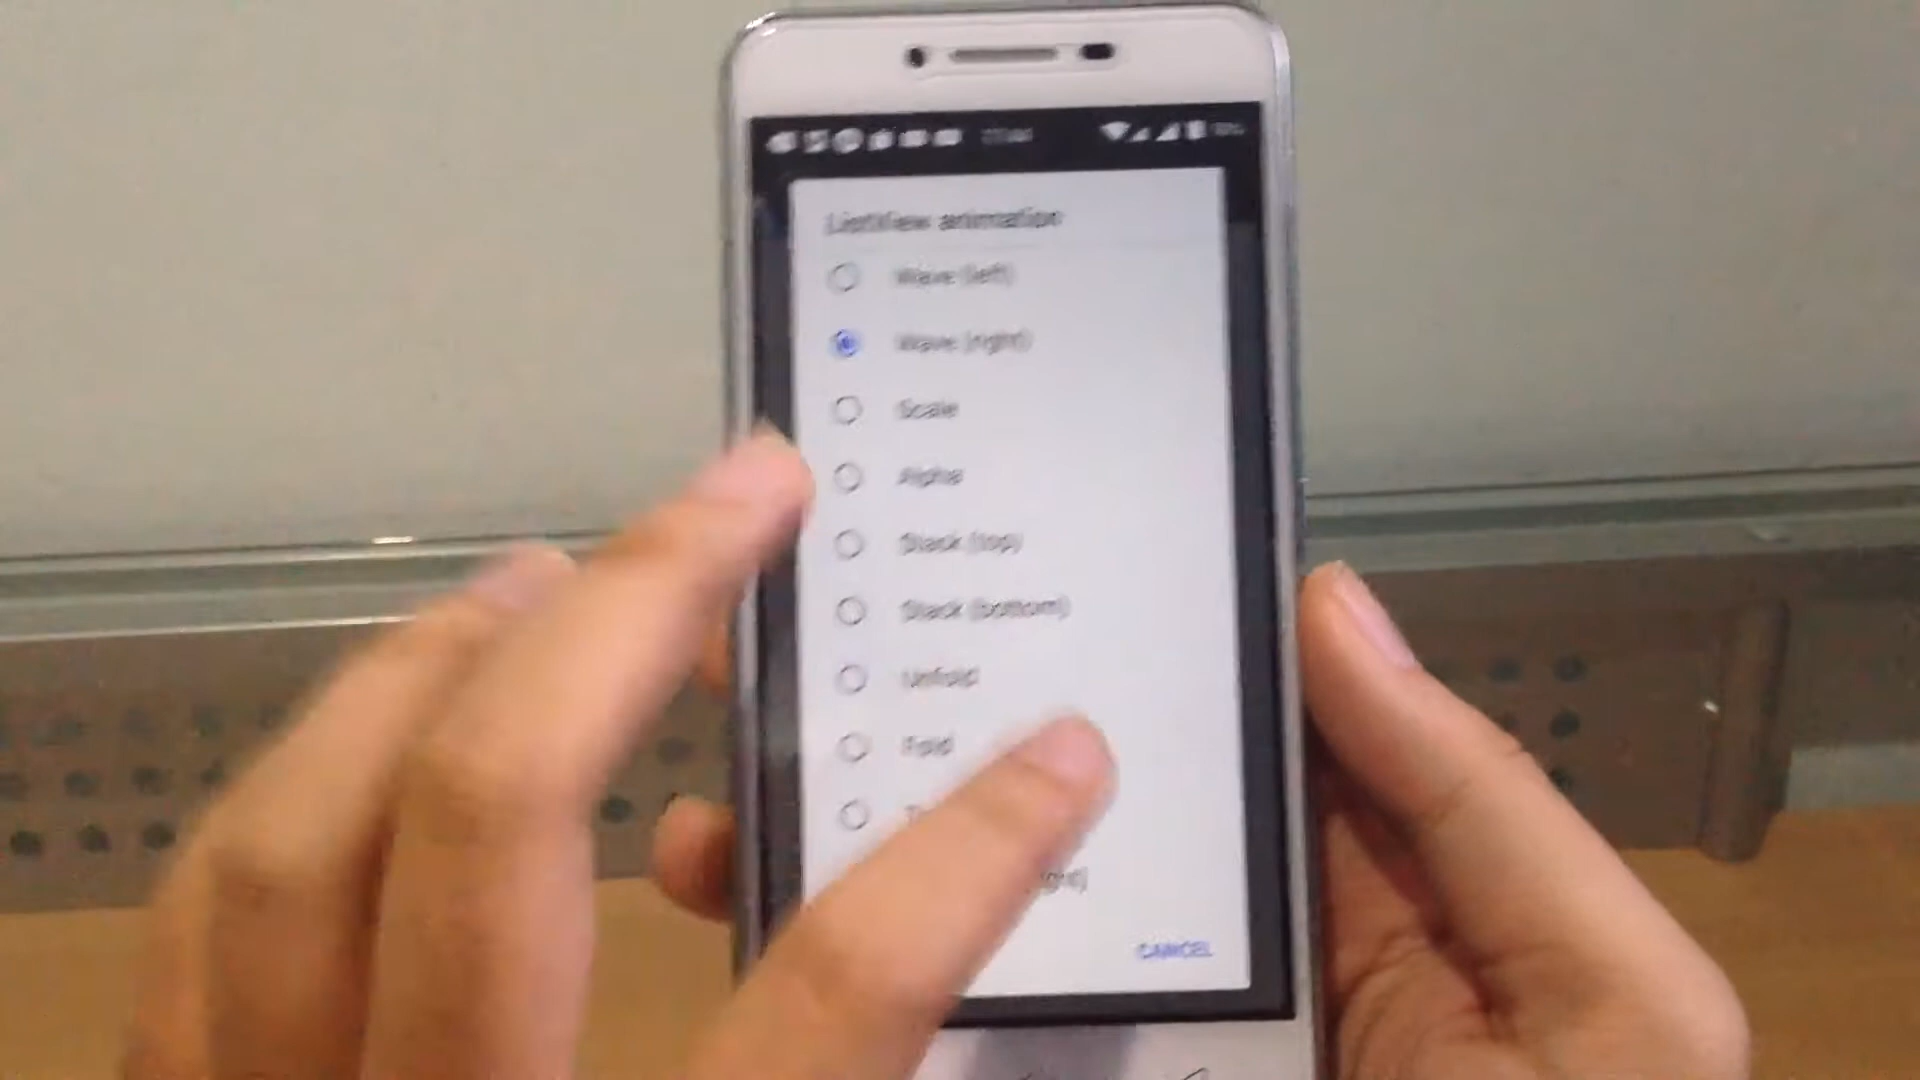 ListView animation
Wave (left)
Wave (right)
Scale
Alpha
Stack (top)
Stack (bottom)
Unfold
Fold
CANCEL